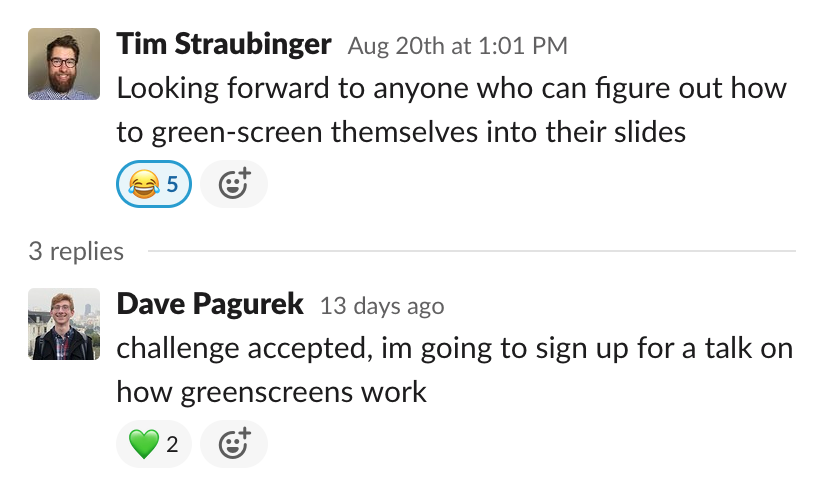 Tim Straubinger Aug 20th at 1:01 PM
Looking forward to anyone who can figure out how
to green-screen themselves into their slides
😂 5
3 replies
Dave Pagurek 13 days ago
challenge accepted, im going to sign up for a talk on
how greenscreens work
💚 2